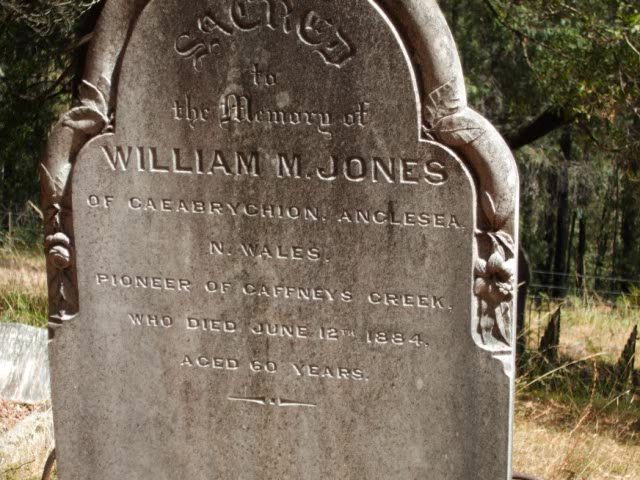 SACRED
to
the Memory of
WILLIAM M. JONES
OF CAEABRYCHION, ANGLESEA,
N. WALES.
PIONEER OF GAFFNEYS CREEK,
WHO DIED JUNE 12TH 1884,
AGED 60 YEARS.